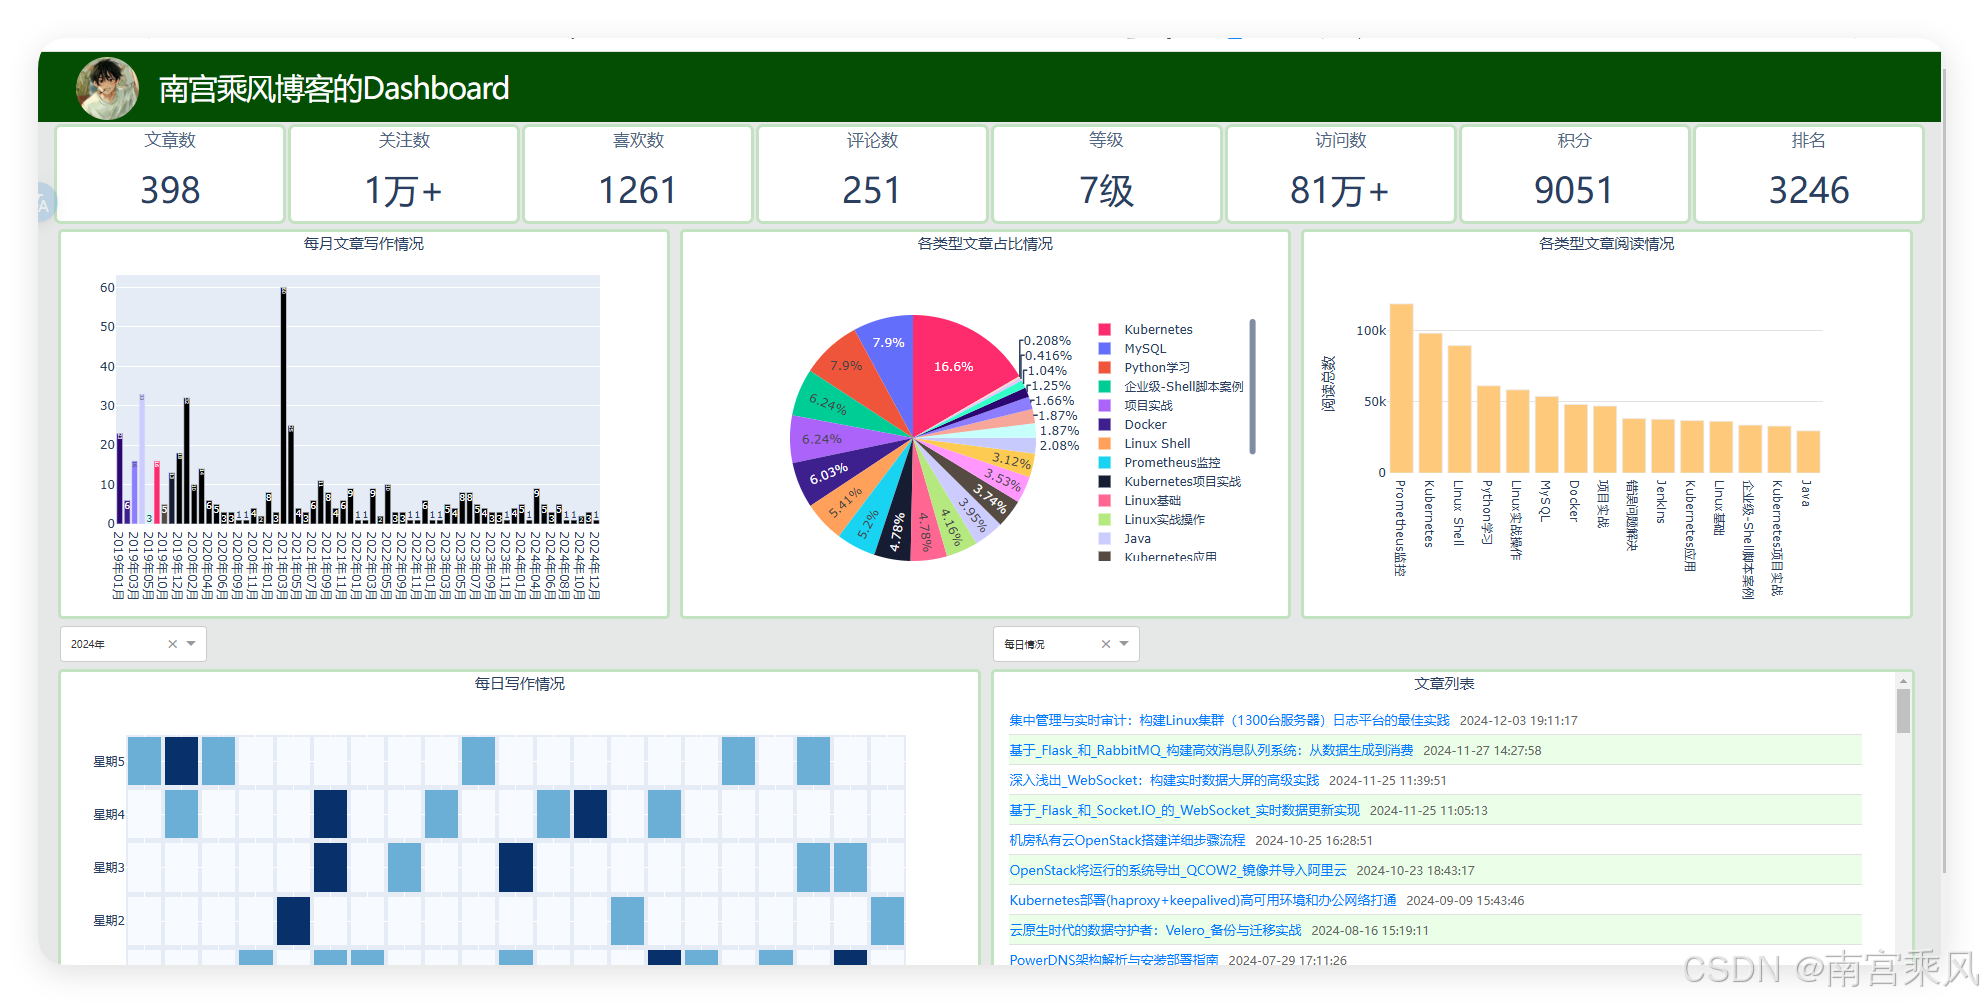 南宫乘风博客的Dashboard
文章数
398
关注数
1万+
喜欢数
1261
评论数
251
等级
7级
访问数
81万+
积分
9051
排名
3246
每月文章写作情况
60
50
40
30
20
10
0
2019年01月
2019年03月
2019年05月
2019年10月
2019年12月
2020年02月
2020年04月
2020年06月
2020年09月
2020年11月
2021年01月
2021年03月
2021年05月
2021年07月
2021年09月
2021年11月
2022年01月
2022年03月
2022年05月
2022年09月
2022年11月
2023年01月
2023年03月
2023年05月
2023年07月
2023年09月
2023年11月
2024年02月
2024年04月
2024年06月
2024年08月
2024年10月
2024年12月
各类型文章占比情况
16.6%
7.9%
7.9%
6.24%
6.24%
6.03%
5.41%
5.2%
4.78%
4.78%
4.16%
3.95%
3.74%
3.53%
3.12%
2.08%
1.87%
1.87%
1.66%
1.25%
1.04%
0.416%
0.208%
Kubernetes
MySQL
Python学习
企业级-Shell脚本案例
项目实战
Docker
Linux Shell
Prometheus监控
Kubernetes项目实战
Linux基础
Linux实战操作
Java
Kubernetes应用
各类型文章阅读情况
阅读总数
100k
50k
0
Prometheus监控
Kubernetes
Linux Shell
Python学习
Linux实战操作
MySQL
Docker
项目实战
错误问题解决
Jenkins
Kubernetes应用
Linux基础
企业级-Shell脚本案例
Kubernetes项目实战
Java
2024年
每日情况
每日写作情况
星期5
星期4
星期3
星期2
文章列表
集中管理与实时审计：构建Linux集群（1300台服务器）日志平台的最佳实践 2024-12-03 19:11:17
基于_Flask_和_RabbitMQ_构建高效消息队列系统：从数据生成到消费 2024-11-27 14:27:58
深入浅出_WebSocket：构建实时数据大屏的高级实践 2024-11-25 11:39:51
基于_Flask_和_Socket.IO_的_WebSocket_实时数据更新实现 2024-11-25 11:05:13
机房私有云OpenStack搭建详细步骤流程 2024-10-25 16:28:51
OpenStack将运行的系统导出_QCOW2_镜像并导入阿里云 2024-10-23 18:43:17
Kubernetes部署(haproxy+keepalived)高可用环境和办公网络打通 2024-09-09 15:43:46
云原生时代的数据守护者：Velero_备份与迁移实战 2024-08-16 15:19:11
PowerDNS架构解析与安装部署指南 2024-07-29 17:11:26
CSDN @南宫乘风